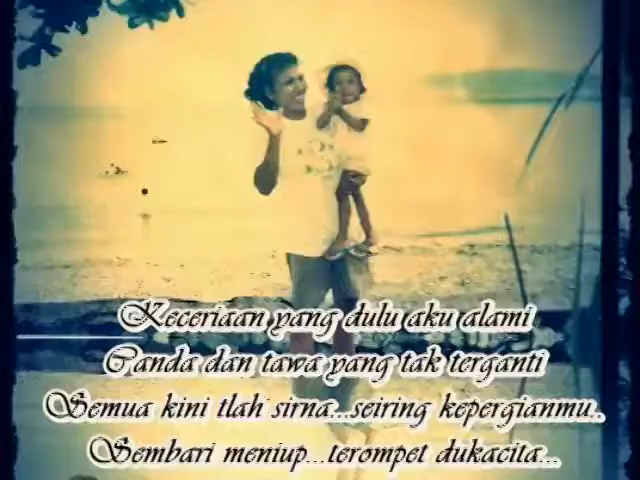 Keceriaan yang dulu aku alami
Canda dan tawa yang tak terganti
Semua kini tlah sirna...seiring kepergianmu..
Sembari meniup...terompet dukacita...